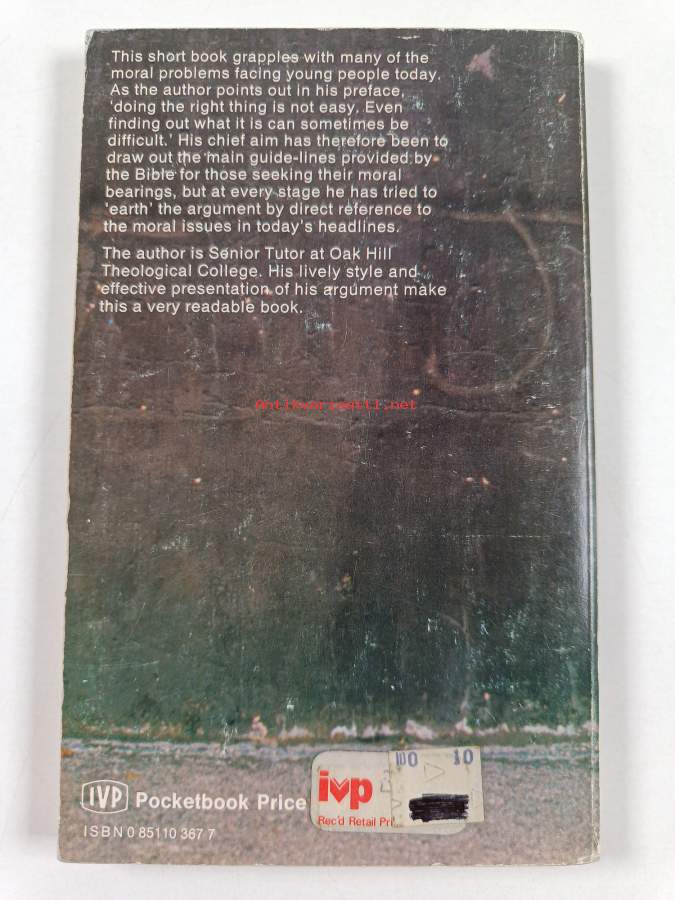 This short book grapples with many of the
moral problems facing young people today.
As the author points out in his preface,
'doing the right thing is not easy. Even
finding out what it is can sometimes be
difficult.' His chief aim has therefore been to
draw out the main guide-lines provided by
the Bible for those seeking their moral
bearings, but at every stage he has tried to
'earth' the argument by direct reference to
the moral issues in today's headlines.
The author is Senior Tutor at Oak Hill
Theological College. His lively style and
effective presentation of his argument make
this a very readable book.
Antikvariaatti.net
IVP Pocketbook Price
ivp
Rec'd Retail
10
ISBN 0 85110 367 7